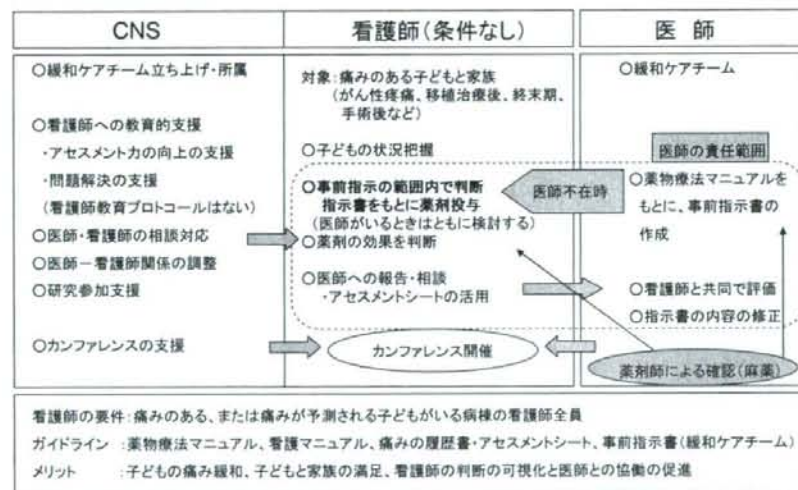 CNS
○緩和ケアチーム立ち上げ・所属
○看護師への教育的支援
・アセスメント力の向上の支援
・問題解決の支援
(看護師教育プロトコールはない)
○医師・看護師の相談対応
○医師－看護師関係の調整
○研究参加支援
○カンファレンスの支援
看護師(条件なし)
対象:痛みのある子どもと家族
(がん性疼痛、移植治療後、終末期、
手術後など)
○子どもの状況把握
○事前指示の範囲内で判断
指示書をもとに薬剤投与
(医師がいるときはともに検討する)
○薬剤の効果を判断
○医師への報告・相談
・アセスメントシートの活用
カンファレンス開催
医師不在時
医 師
○緩和ケアチーム
医師の責任範囲
○薬物療法マニュアルを
もとに、事前指示書の
作成
○看護師と共同で評価
○指示書の内容の修正
薬剤師による確認(麻薬)
看護師の要件:痛みのある、または痛みが予測される子どもがいる病棟の看護師全員
ガイドライン :薬物療法マニュアル、看護マニュアル、痛みの履歴書・アセスメントシート、事前指示書(緩和ケアチーム)
メリット :子どもの痛み緩和、子どもと家族の満足、看護師の判断の可視化と医師との協働の促進